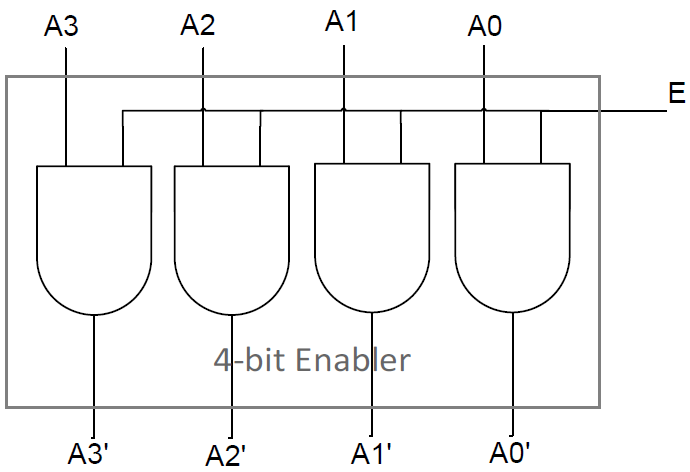 A3 A2 A1 A0
E
4-bit Enabler
A3' A2' A1' A0'